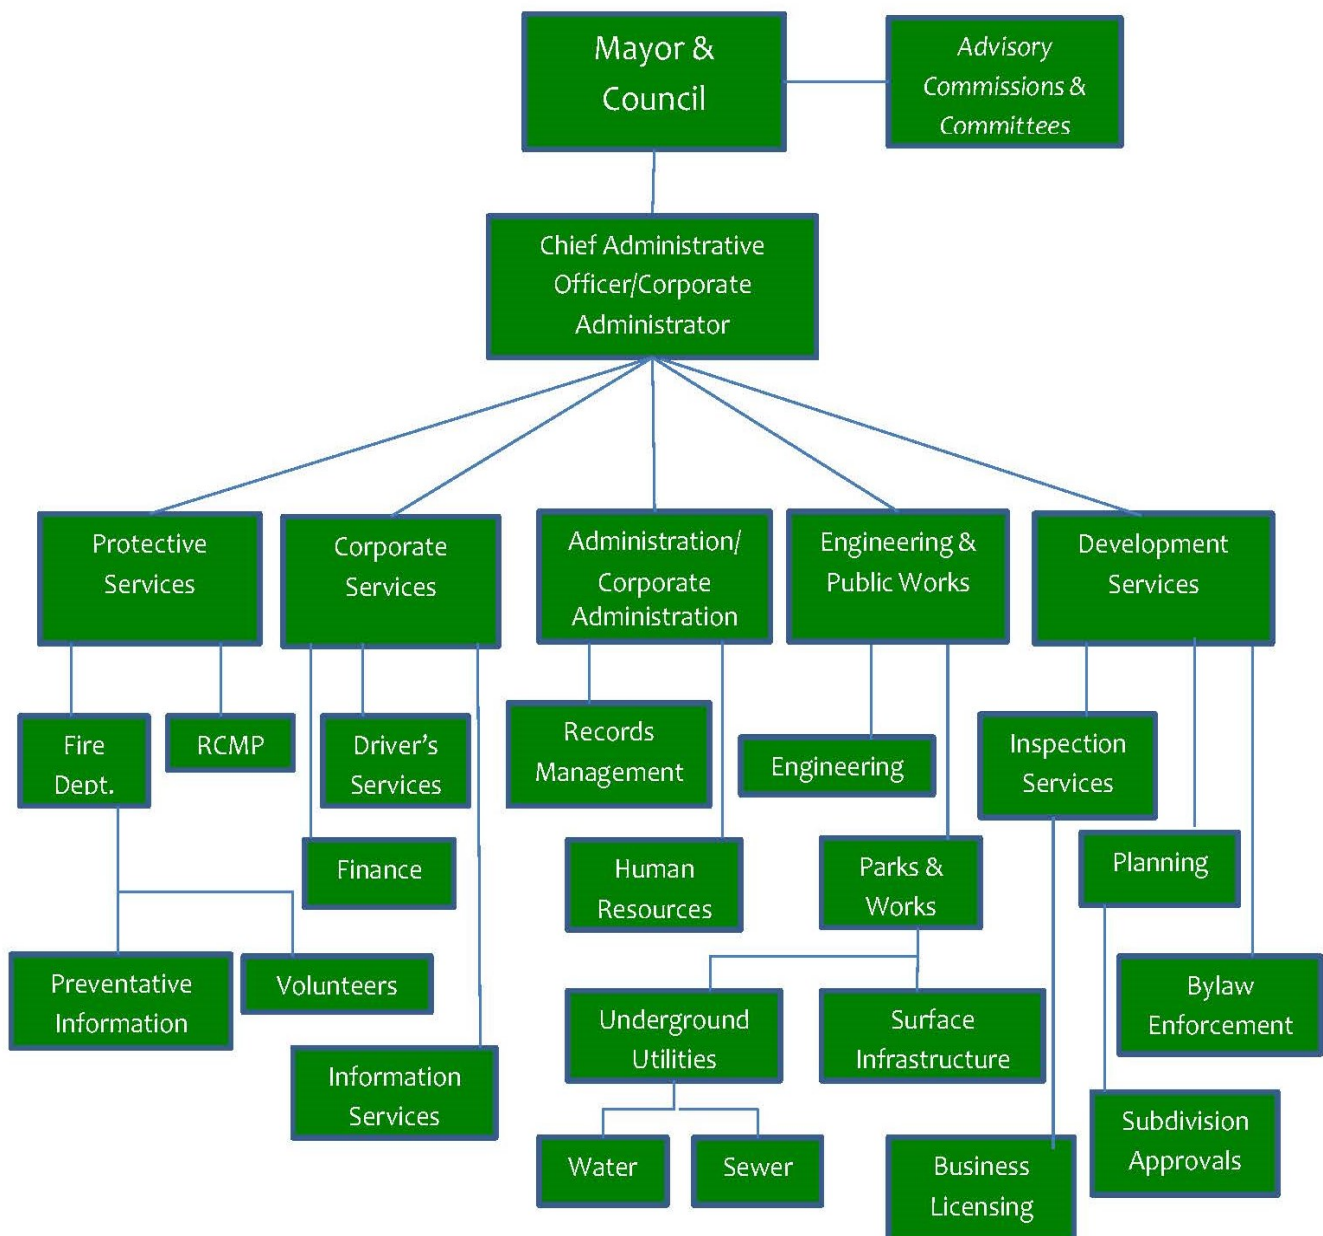 Mayor &
Council
Advisory
Commissions &
Committees
Chief Administrative
Officer/Corporate
Administrator
Protective
Services
Corporate
Services
Administration/
Corporate
Administration
Engineering &
Public Works
Development
Services
Fire
Dept.
RCMP
Driver's
Services
Records
Management
Engineering
Inspection
Services
Finance
Human
Resources
Parks &
Works
Planning
Preventative
Information
Volunteers
Underground
Utilities
Surface
Infrastructure
Bylaw
Enforcement
Information
Services
Water
Sewer
Business
Licensing
Subdivision
Approvals